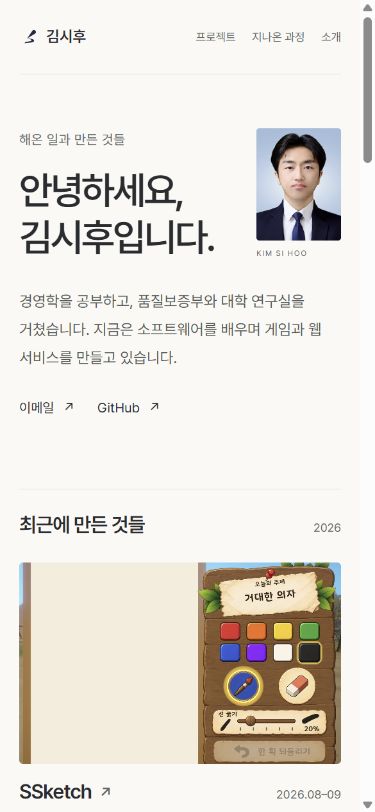 김시후
프로젝트 지나온 과정 소개
해온 일과 만든 것들
안녕하세요,
김시후입니다.
KIM SI HOO
경영학을 공부하고, 품질보증부와 대학 연구실을
거쳤습니다. 지금은 소프트웨어를 배우며 게임과 웹
서비스를 만들고 있습니다.
이메일 ↗ GitHub ↗
최근에 만든 것들
2026
오늘의 주제
거대한 의자
선 굵기
20%
한 획 되돌리기
SSketch ↗
2026.08–09